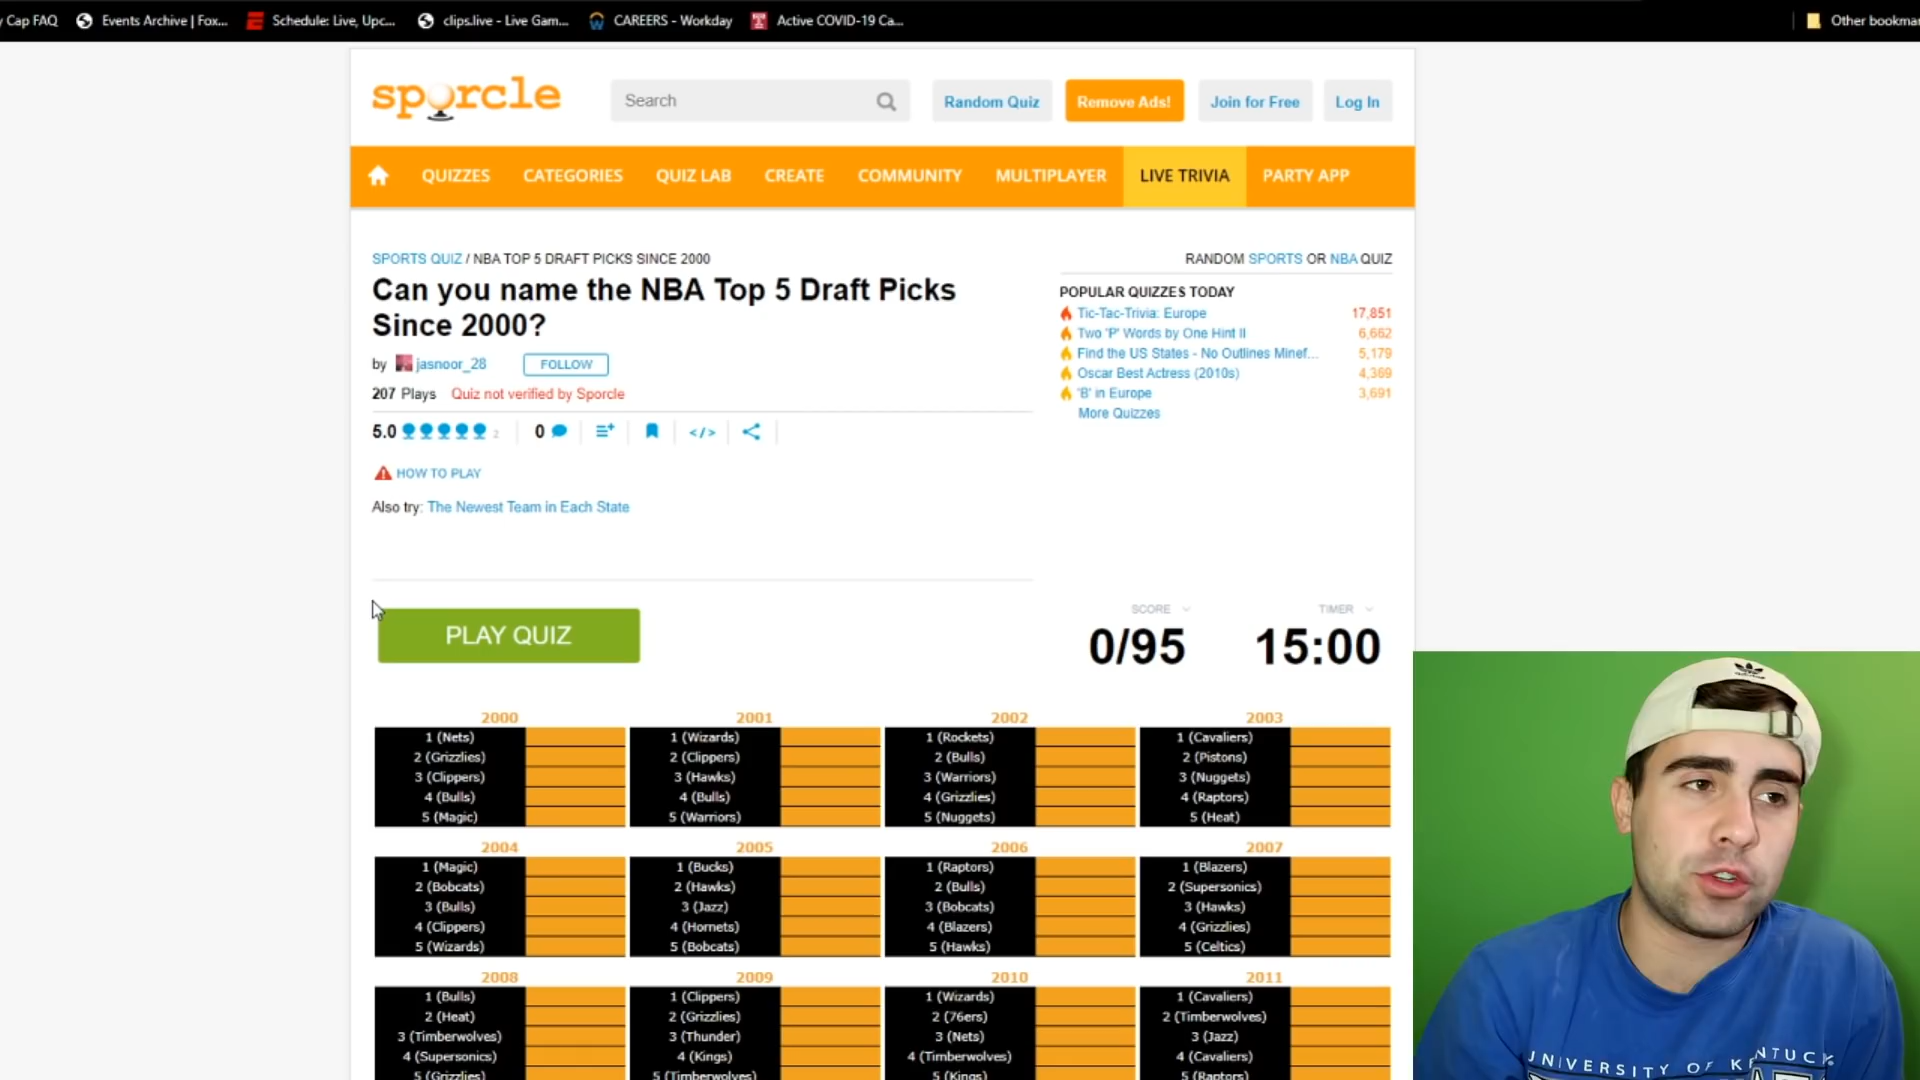 y Cap FAQ
Events Archive | Fox...
Schedule: Live, Upc...
clips.live - Live Gam...
CAREERS - Workday
Active COVID-19 Ca...
Other bookmar
sporcle
Search
Random Quiz
Remove Ads!
Join for Free
Log In
QUIZZES
CATEGORIES
QUIZ LAB
CREATE
COMMUNITY
MULTIPLAYER
LIVE TRIVIA
PARTY APP
SPORTS QUIZ / NBA TOP 5 DRAFT PICKS SINCE 2000
Can you name the NBA Top 5 Draft Picks
Since 2000?
by jasnoor_28
FOLLOW
207 Plays Quiz not verified by Sporcle
5.0 2
0
</>
HOW TO PLAY
Also try: The Newest Team in Each State
RANDOM SPORTS OR NBA QUIZ
POPULAR QUIZZES TODAY
Tic-Tac-Trivia: Europe 17,851
Two 'P' Words by One Hint II 6,662
Find the US States - No Outlines Minef... 5,179
Oscar Best Actress (2010s) 4,369
'B' in Europe 3,691
More Quizzes
PLAY QUIZ
SCORE
0/95
TIMER
15:00
2000
1 (Nets)
2 (Grizzlies)
3 (Clippers)
4 (Bulls)
5 (Magic)
2001
1 (Wizards)
2 (Clippers)
3 (Hawks)
4 (Bulls)
5 (Warriors)
2002
1 (Rockets)
2 (Bulls)
3 (Warriors)
4 (Grizzlies)
5 (Nuggets)
2003
1 (Cavaliers)
2 (Pistons)
3 (Nuggets)
4 (Raptors)
5 (Heat)
2004
1 (Magic)
2 (Bobcats)
3 (Bulls)
4 (Clippers)
5 (Wizards)
2005
1 (Bucks)
2 (Hawks)
3 (Jazz)
4 (Hornets)
5 (Bobcats)
2006
1 (Raptors)
2 (Bulls)
3 (Bobcats)
4 (Blazers)
5 (Hawks)
2007
1 (Blazers)
2 (Supersonics)
3 (Hawks)
4 (Grizzlies)
5 (Celtics)
2008
1 (Bulls)
2 (Heat)
3 (Timberwolves)
4 (Supersonics)
5 (Grizzlies)
2009
1 (Clippers)
2 (Grizzlies)
3 (Thunder)
4 (Kings)
5 (Timberwolves)
2010
1 (Wizards)
2 (76ers)
3 (Nets)
4 (Timberwolves)
5 (Kings)
2011
1 (Cavaliers)
2 (Timberwolves)
3 (Jazz)
4 (Cavaliers)
5 (Raptors)
UNIVERSITY OF KENTUCK